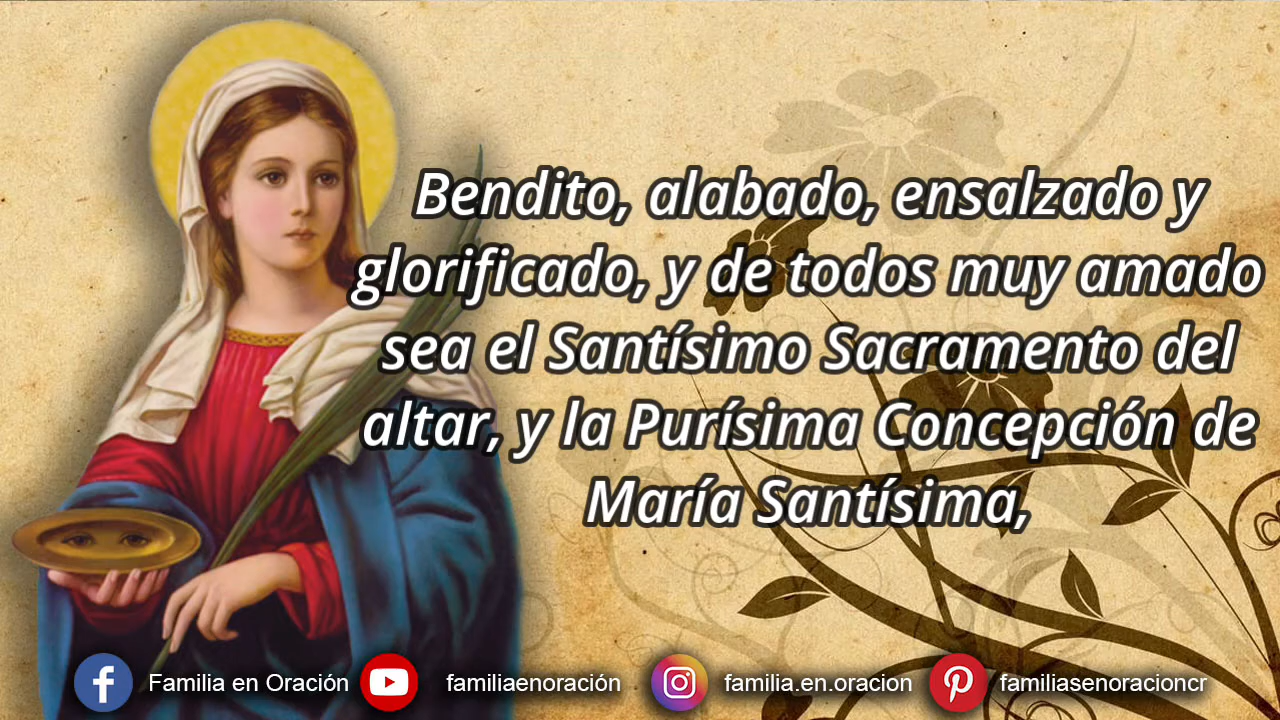 Bendito, alabado, ensalzado y
glorificado, y de todos muy amado
sea el Santísimo Sacramento del
altar, y la Purísima Concepción de
María Santísima,
Familia en Oración
familiaenoración
familia.en.oracion
familiasenoracioncr